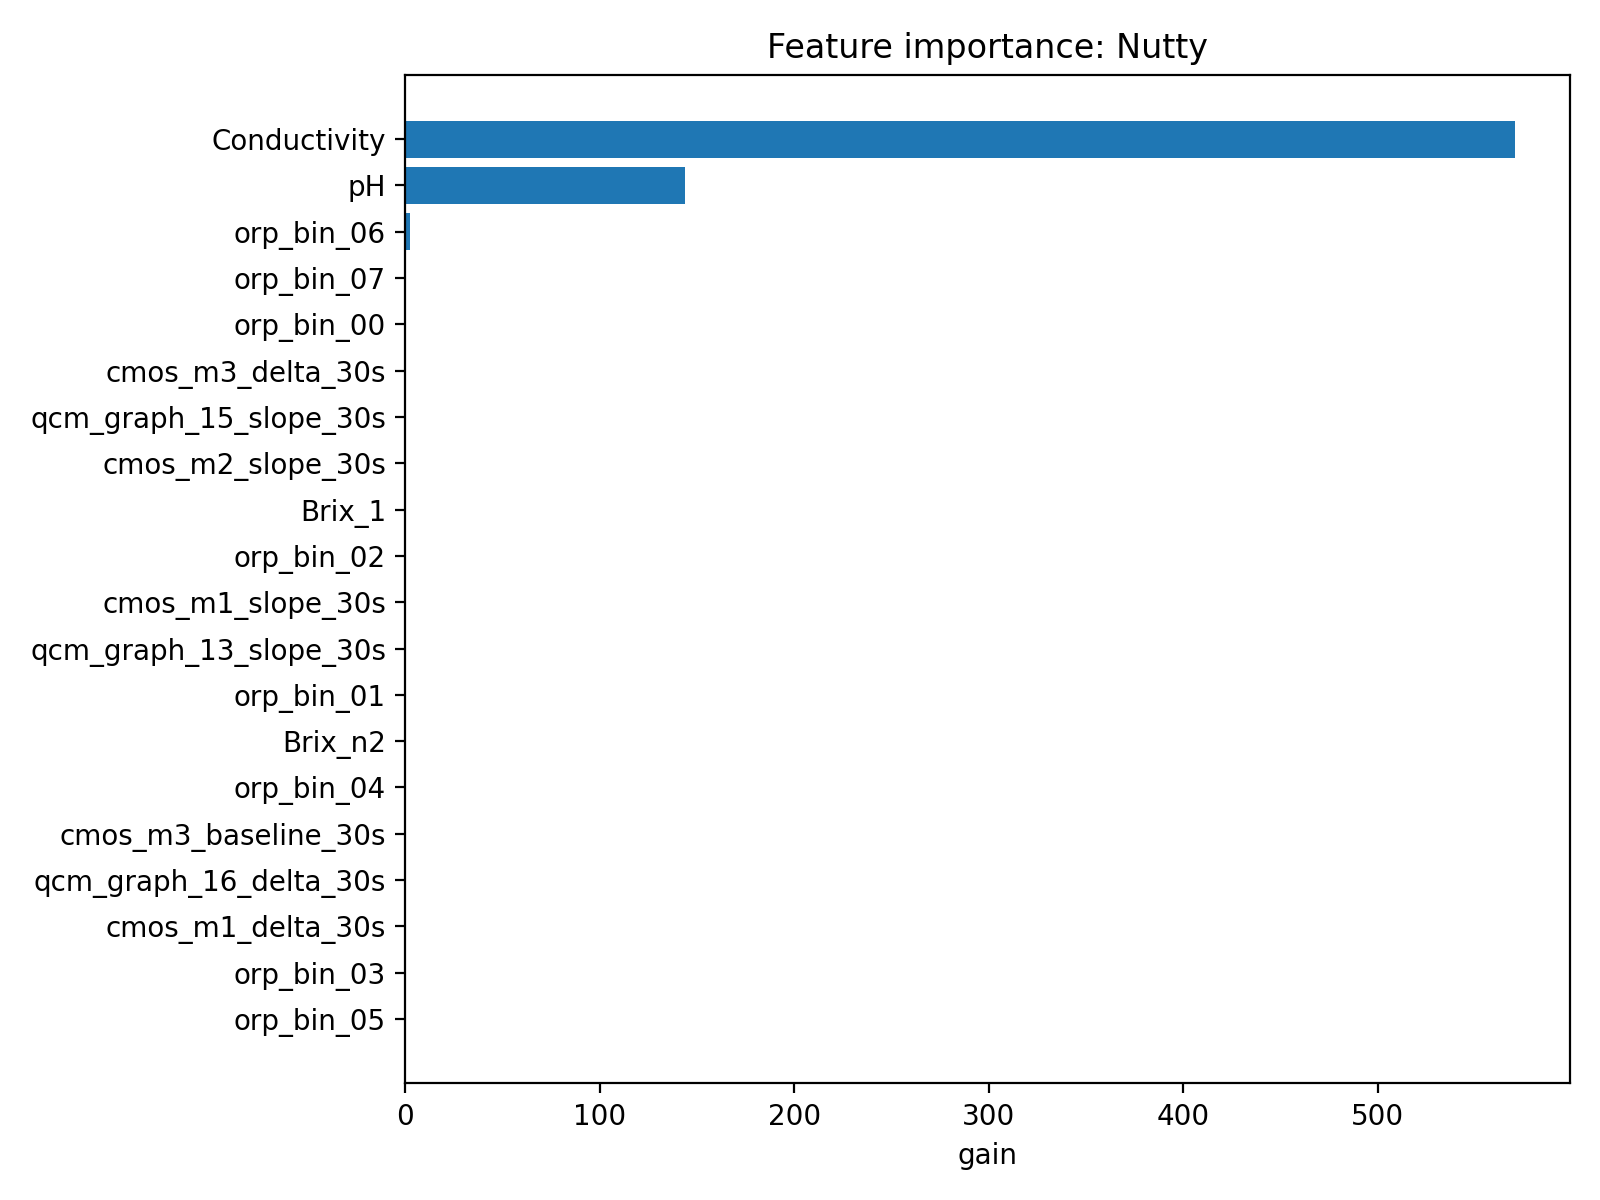 Feature importance: Nutty
Conductivity
pH
orp_bin_06
orp_bin_07
orp_bin_00
cmos_m3_delta_30s
qcm_graph_15_slope_30s
cmos_m2_slope_30s
Brix_1
orp_bin_02
cmos_m1_slope_30s
qcm_graph_13_slope_30s
orp_bin_01
Brix_n2
orp_bin_04
cmos_m3_baseline_30s
qcm_graph_16_delta_30s
cmos_m1_delta_30s
orp_bin_03
orp_bin_05
0 100 200 300 400 500
gain